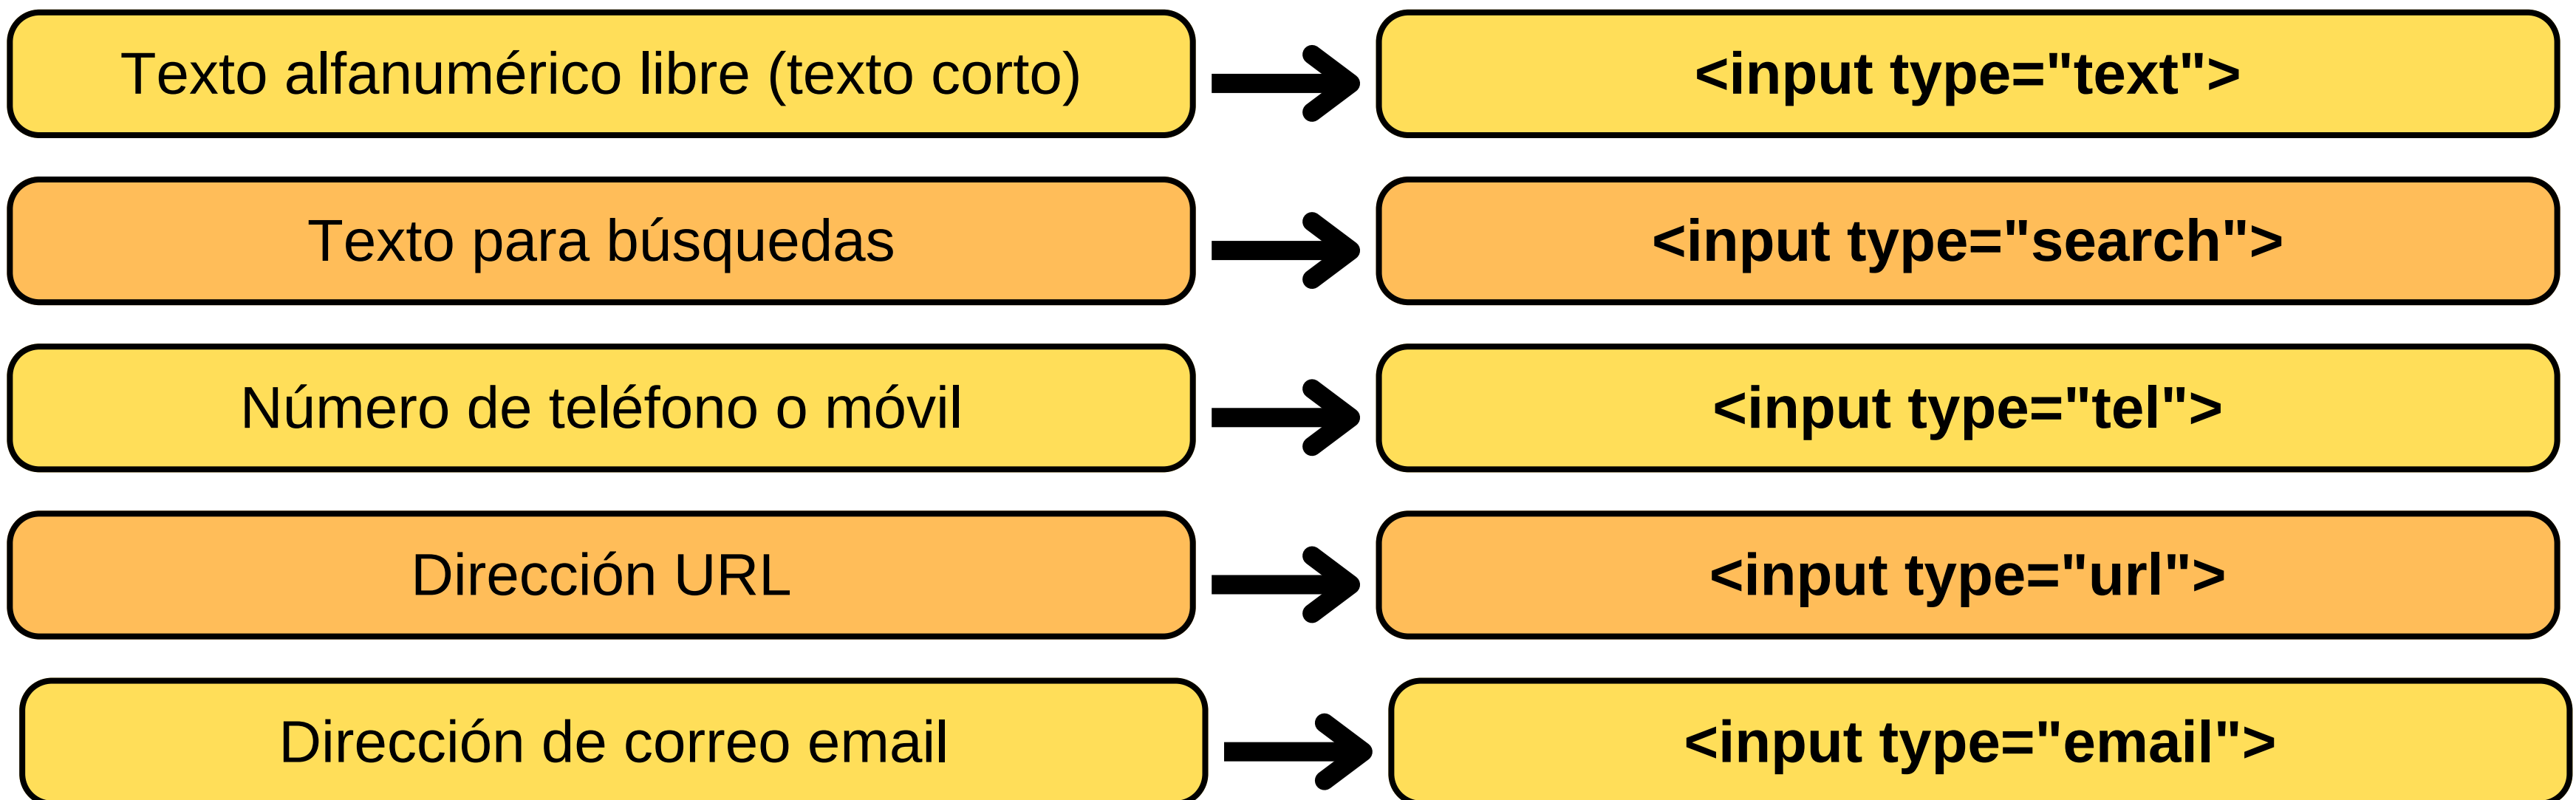 Texto alfanumérico libre (texto corto)
<input type="text">
Texto para búsquedas
<input type="search">
Número de teléfono o móvil
<input type="tel">
Dirección URL
<input type="url">
Dirección de correo email
<input type="email">